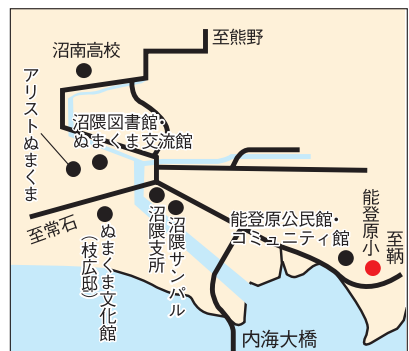 至熊野
沼南高校
アリストぬまくま
沼隈図書館・
ぬまくま交流館
至常石
ぬまくま文化館
（枝広邸）
沼隈支所
沼隈サンパル
能登原公民館・
コミュニティ館
能登原小
至鞆
内海大橋